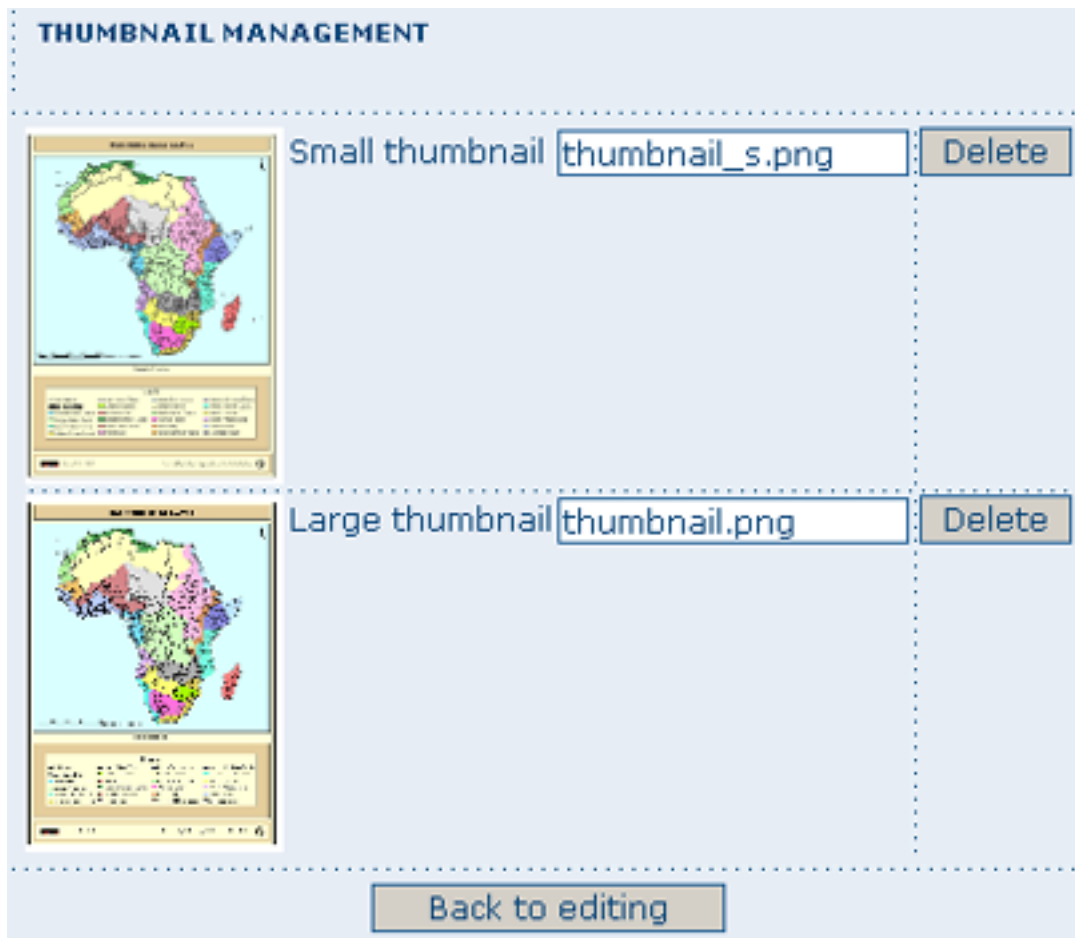 THUMBNAIL MANAGEMENT
Small thumbnail thumbnail_s.png Delete
Large thumbnail thumbnail.png Delete
Back to editing